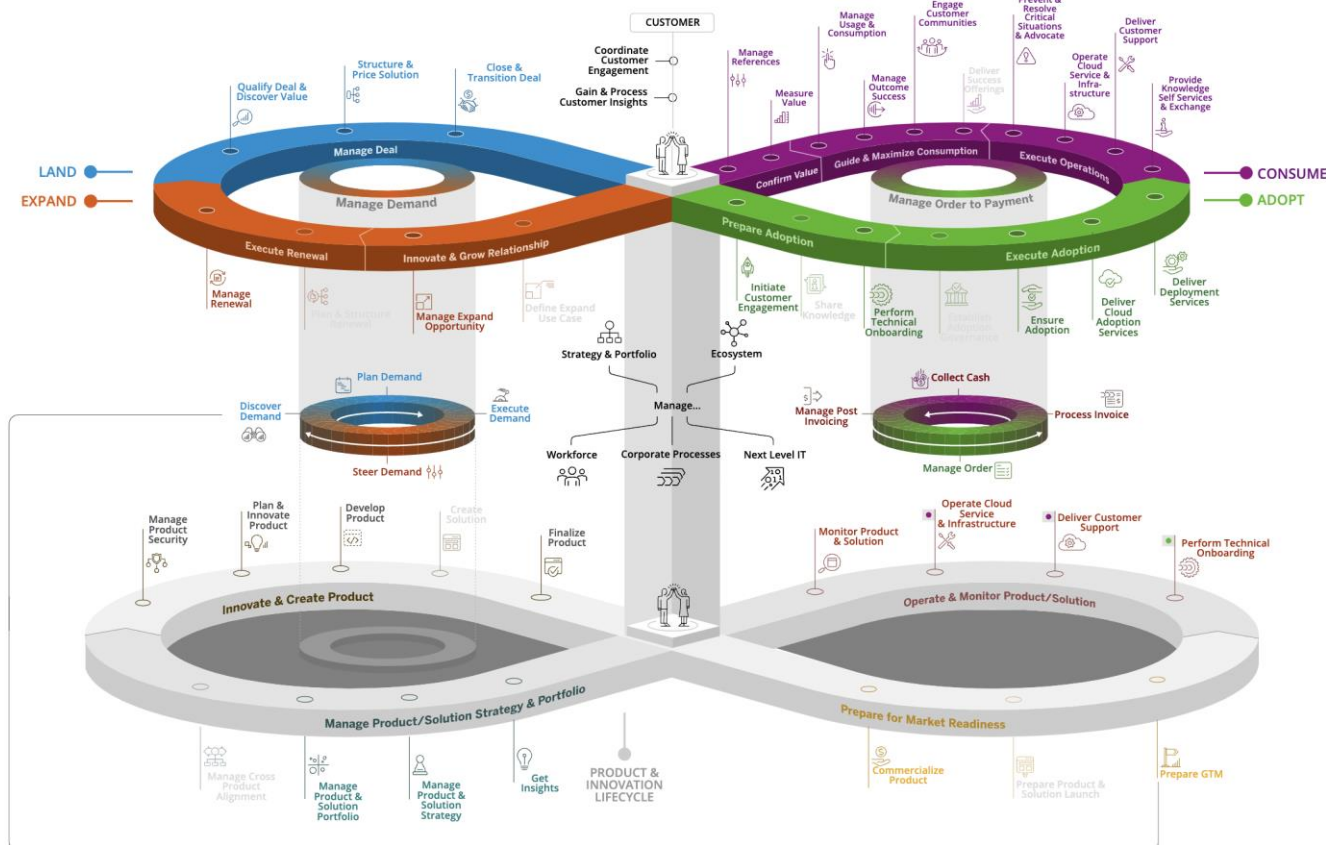 CUSTOMER
Coordinate
Customer
Engagement
Gain & Process
Customer Insights
LAND
EXPAND
Qualify Deal &
Discover Value
Structure &
Price Solution
Close &
Transition Deal
Manage Deal
Manage Demand
Execute Renewal
Innovate & Grow Relationship
Manage
Renewal
Manage Expand
Opportunity
Define Expand
Use Case
Manage
References
Measure
Value
Manage
Usage &
Consumption
Manage
Outcome
Success
Engage
Customer
Communities
Deliver
Success
Offerings
Prevent &
Resolve
Critical
Situations
& Advocate
Operate
Cloud
Service &
Infra-
structure
Deliver
Customer
Support
Provide
Knowledge
Self Services
& Exchange
Confirm Value
Guide & Maximize Consumption
Execute Operations
CONSUME
ADOPT
Manage Order to Payment
Prepare Adoption
Execute Adoption
Initiate
Customer
Engagement
Share
Knowledge
Perform
Technical
Onboarding
Ensure
Adoption
Deliver
Cloud
Adoption
Services
Deliver
Deployment
Services
Strategy & Portfolio
Ecosystem
Manage...
Workforce
Corporate Processes
Next Level IT
Plan Demand
Discover
Demand
Execute
Demand
Steer Demand
Collect Cash
Manage Post
Invoicing
Process Invoice
Manage Order
Manage
Product
Security
Plan &
Innovate
Product
Develop
Product
Create
Solution
Finalize
Product
Innovate & Create Product
Manage Product/Solution Strategy & Portfolio
Manage Cross
Product
Alignment
Manage
Product &
Solution
Portfolio
Manage
Product &
Solution
Strategy
Get
Insights
PRODUCT &
INNOVATION
LIFECYCLE
Monitor Product
& Solution
Operate Cloud
Service
& Infrastructure
Deliver Customer
Support
Perform Technical
Onboarding
Operate & Monitor Product/Solution
Prepare for Market Readiness
Commercialize
Product
Prepare Product &
Solution Launch
Prepare GTM